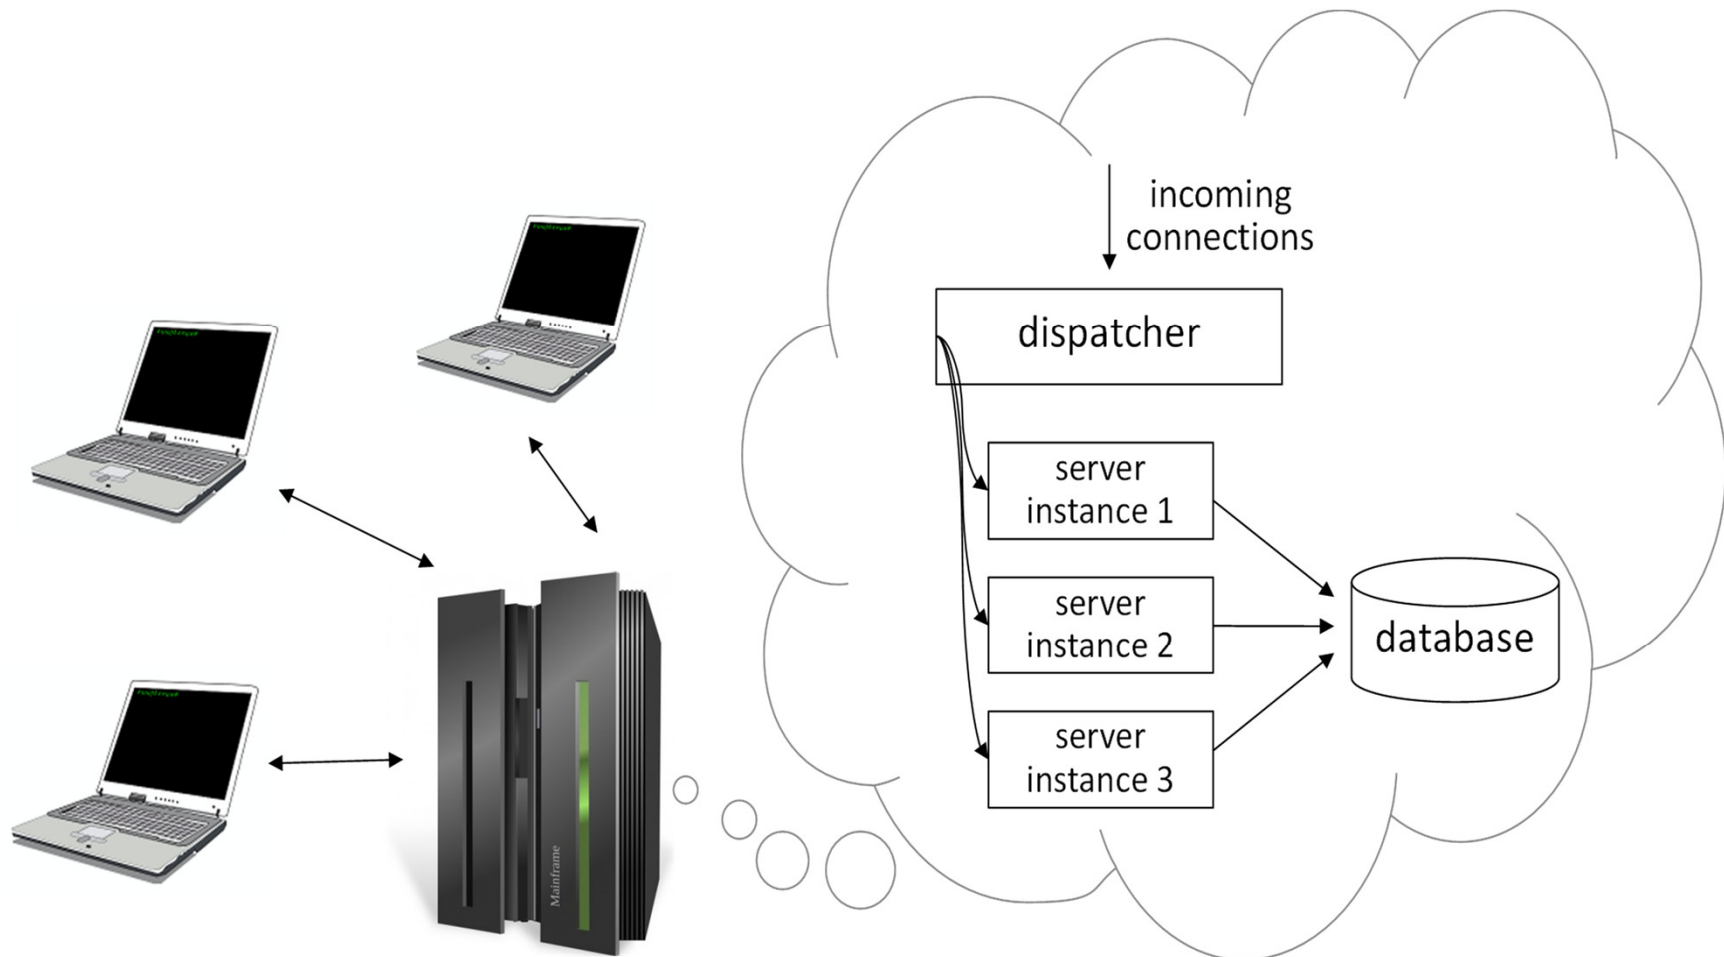 incoming
connections
dispatcher
server
instance 1
server
instance 2
server
instance 3
database
Mainframe